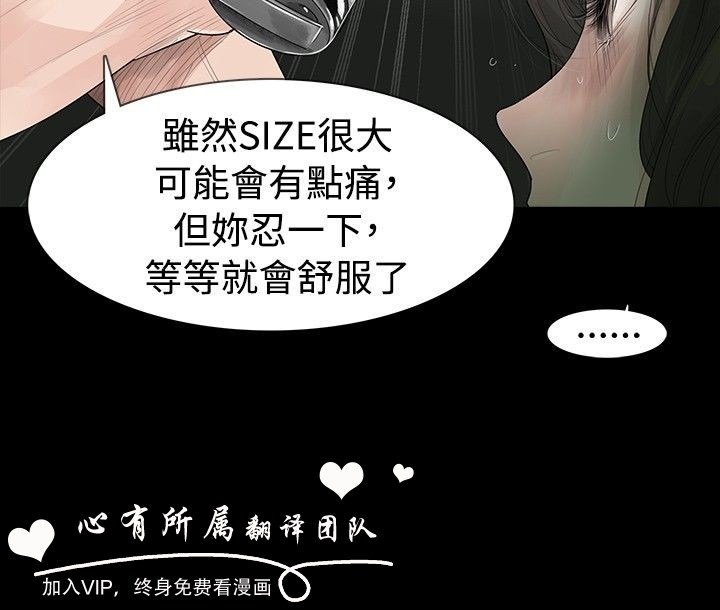 雖然SIZE很大
可能會有點痛，
但妳忍一下，
等等就會舒服了
……
心有所属翻译团队
加入VIP，终身免费看漫画